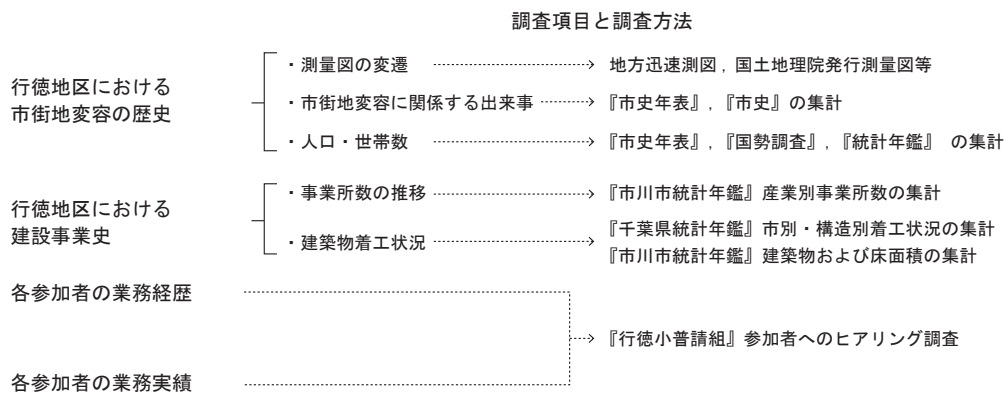 調査項目と調査方法
行徳地区における
市街地変容の歴史
・測量図の変遷
地方迅速測図，国土地理院発行測量図等
・市街地変容に関係する出来事
『市史年表』，『市史』の集計
・人口・世帯数
『市史年表』，『国勢調査』，『統計年鑑』 の集計
行徳地区における
建設事業史
・事業所数の推移
『市川市統計年鑑』産業別事業所数の集計
・建築物着工状況
『千葉県統計年鑑』市別・構造別着工状況の集計
『市川市統計年鑑』建築物および床面積の集計
各参加者の業務経歴
『行徳小普請組』参加者へのヒアリング調査
各参加者の業務実績